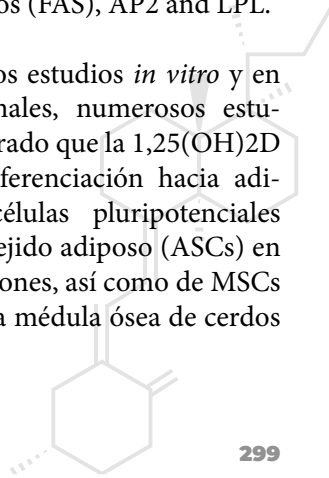 os (FAS), AP2 and LPL.
os estudios in vitro y en
nales, numerosos estu-
rado que la 1,25(OH)2D
ferenciación hacia adi-
células pluripotenciales
ejido adiposo (ASCs) en
ones, así como de MSCs
a médula ósea de cerdos
299